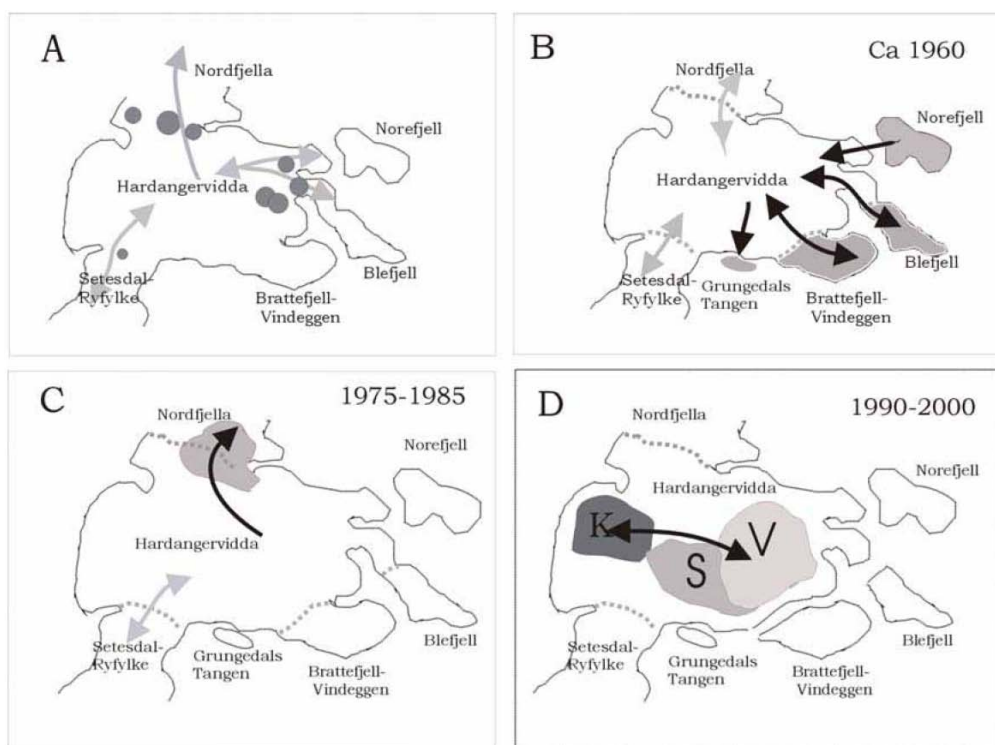 A
Nordfjella
Norefjell
Hardangervidda
Setesdal-
Ryfylke
Brattefjell-
Vindeggen
Blefjell
B
Ca 1960
Nordfjella
Norefjell
Hardangervidda
Setesdal-
Ryfylke
Grungedals
Tangen
Brattefjell-
Vindeggen
Blefjell
C
1975-1985
Nordfjella
Norefjell
Hardangervidda
Setesdal-
Ryfylke
Grungedals
Tangen
Brattefjell-
Vindeggen
Blefjell
D
1990-2000
Nordfjella
Hardangervidda
Norefjell
K
S
V
Setesdal-
Ryfylke
Grungedals
Tangen
Brattefjell-
Vindeggen
Blefjell